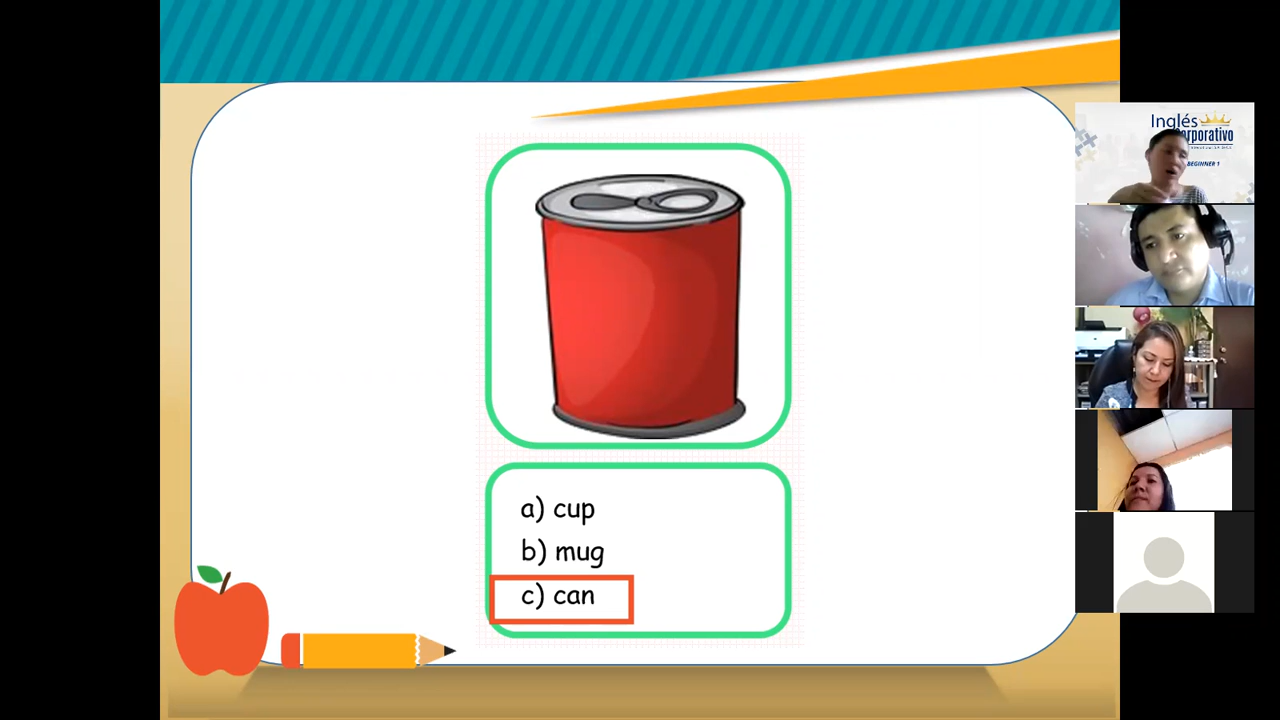 a) cup
b) mug
c) can
Inglés
Corporativo
BEGINNER 1